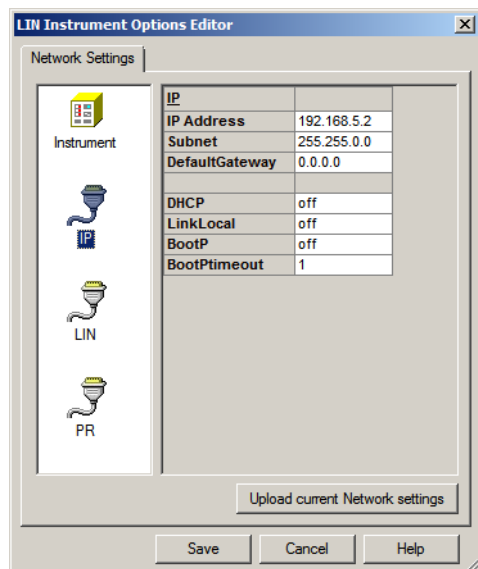 LIN Instrument Options Editor
Network Settings
Instrument
IP
LIN
PR
IP
IP Address 192.168.5.2
Subnet 255.255.0.0
DefaultGateway 0.0.0.0
DHCP off
LinkLocal off
BootP off
BootPtimeout 1
Upload current Network settings
Save Cancel Help